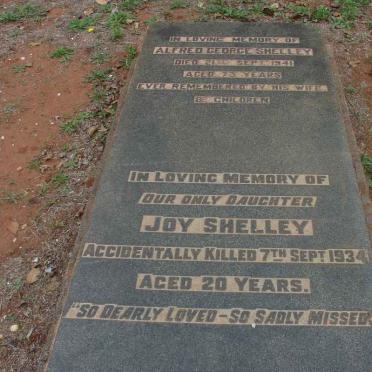 IN LOVING MEMORY OF
ALFRED GEORGE SHELLEY
DIED 21ST SEPT 1941
AGED 73 YEARS
EVER REMEMBERED BY HIS WIFE
& CHILDREN
IN LOVING MEMORY OF
OUR ONLY DAUGHTER
JOY SHELLEY
ACCIDENTALLY KILLED 7TH SEPT 1934
AGED 20 YEARS.
"SO DEARLY LOVED - SO SADLY MISSED.